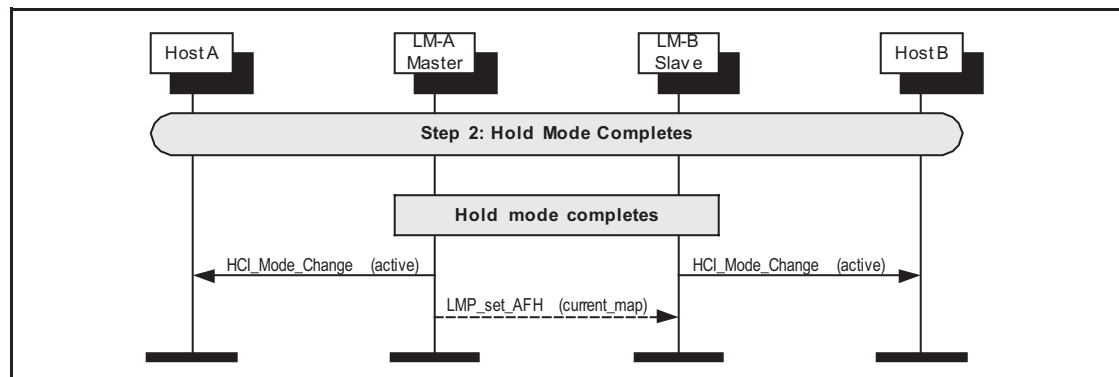 Host A
LM-A
Master
LM-B
Slave
Host B
Step 2: Hold Mode Completes
Hold mode completes
HCI_Mode_Change (active)
HCI_Mode_Change (active)
LMP_set_AFH (current_map)